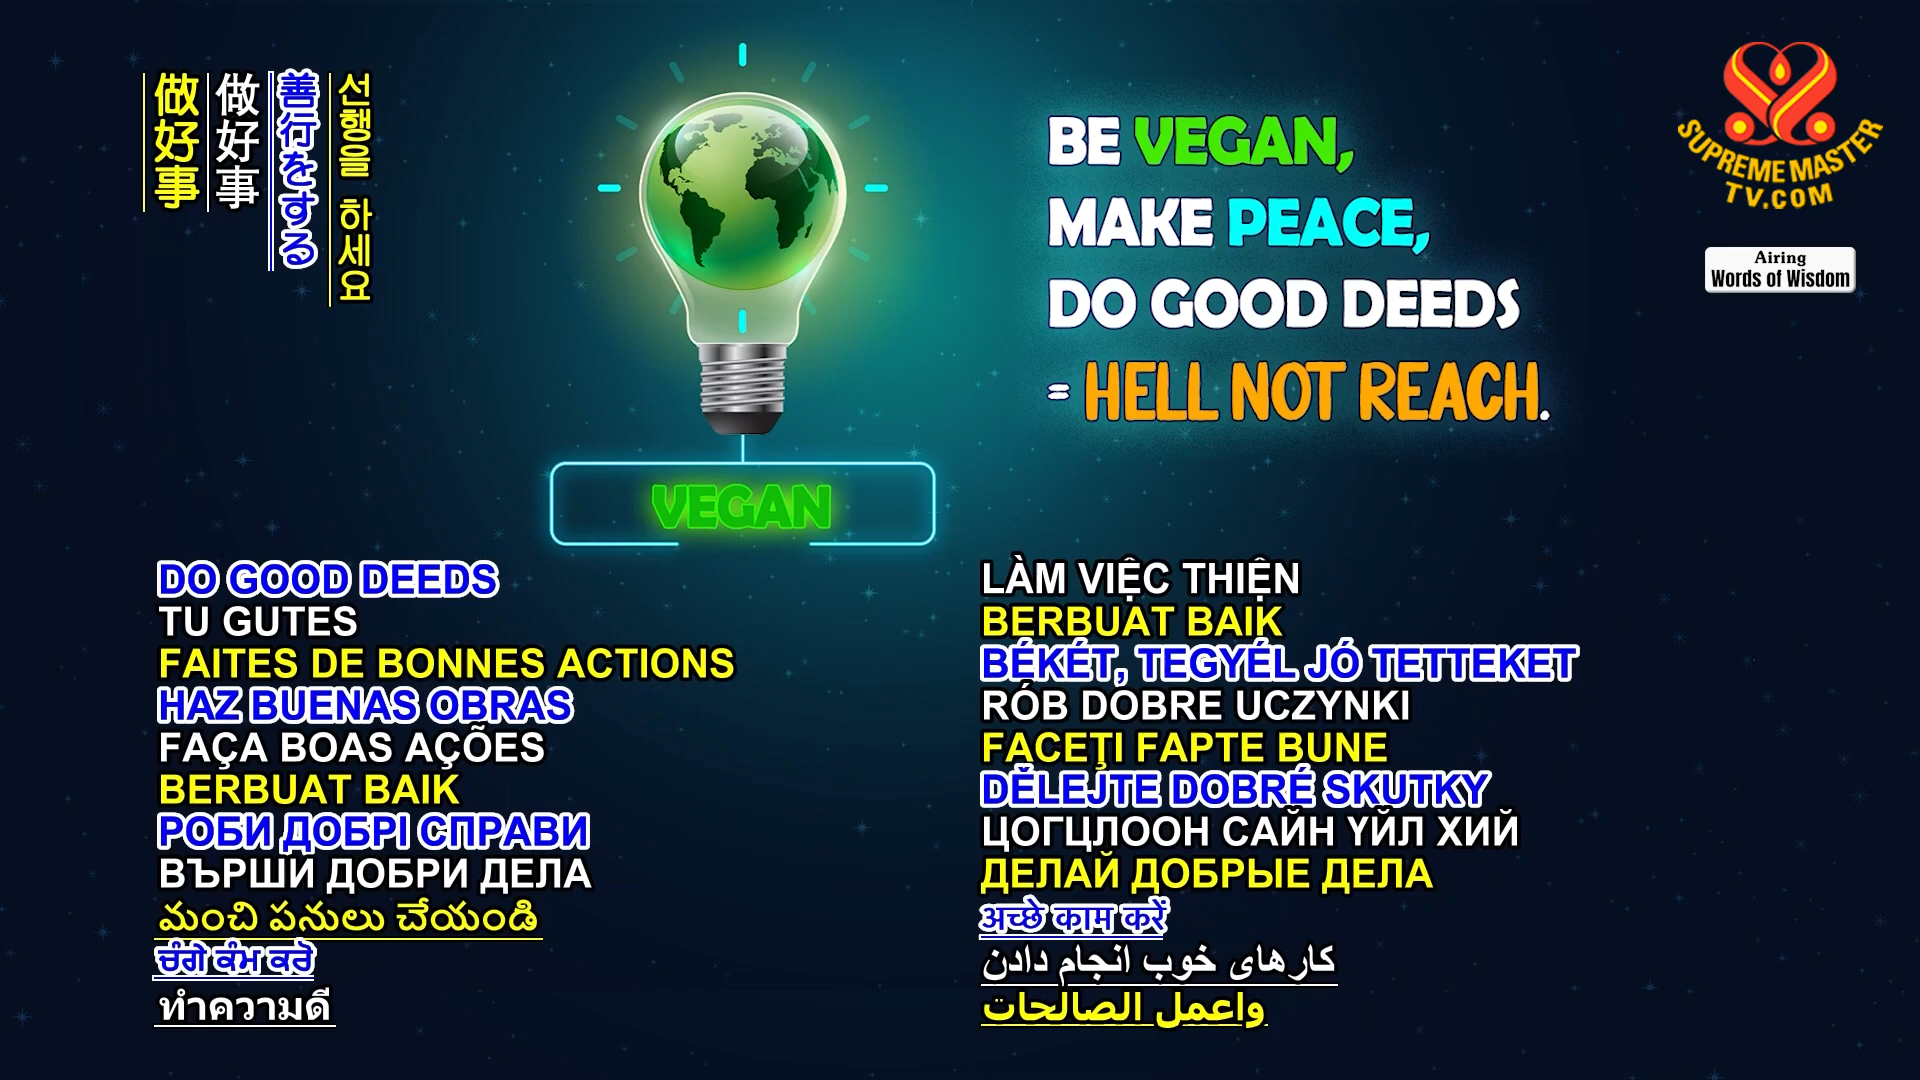 做好事
做好事
善行をする
선행을 하세요
BE VEGAN,
MAKE PEACE,
DO GOOD DEEDS
= HELL NOT REACH.
SUPREME MASTER
TV.COM
Airing
Words of Wisdom
VEGAN
DO GOOD DEEDS
TU GUTES
FAITES DE BONNES ACTIONS
HAZ BUENAS OBRAS
FAÇA BOAS AÇÕES
BERBUAT BAIK
РОБИ ДОБРІ СПРАВИ
ВЪРШИ ДОБРИ ДЕЛА
మంచి పనులు చేయండి
ਚੰਗੇ ਕੰਮ ਕਰੋ
ทำความดี
LÀM VIỆC THIỆN
BERBUAT BAIK
BÉKÉT, TEGYÉL JÓ TETTEKET
RÓB DOBRE UCZYNKI
FACEŢI FAPTE BUNE
DĚLEJTE DOBRÉ SKUTKY
ЦОГЦЛООН САЙН ҮЙЛ ХИЙ
ДЕЛАЙ ДОБРЫЕ ДЕЛА
अच्छे काम करें
کارهای خوب انجام دادن
واعمل الصالحات